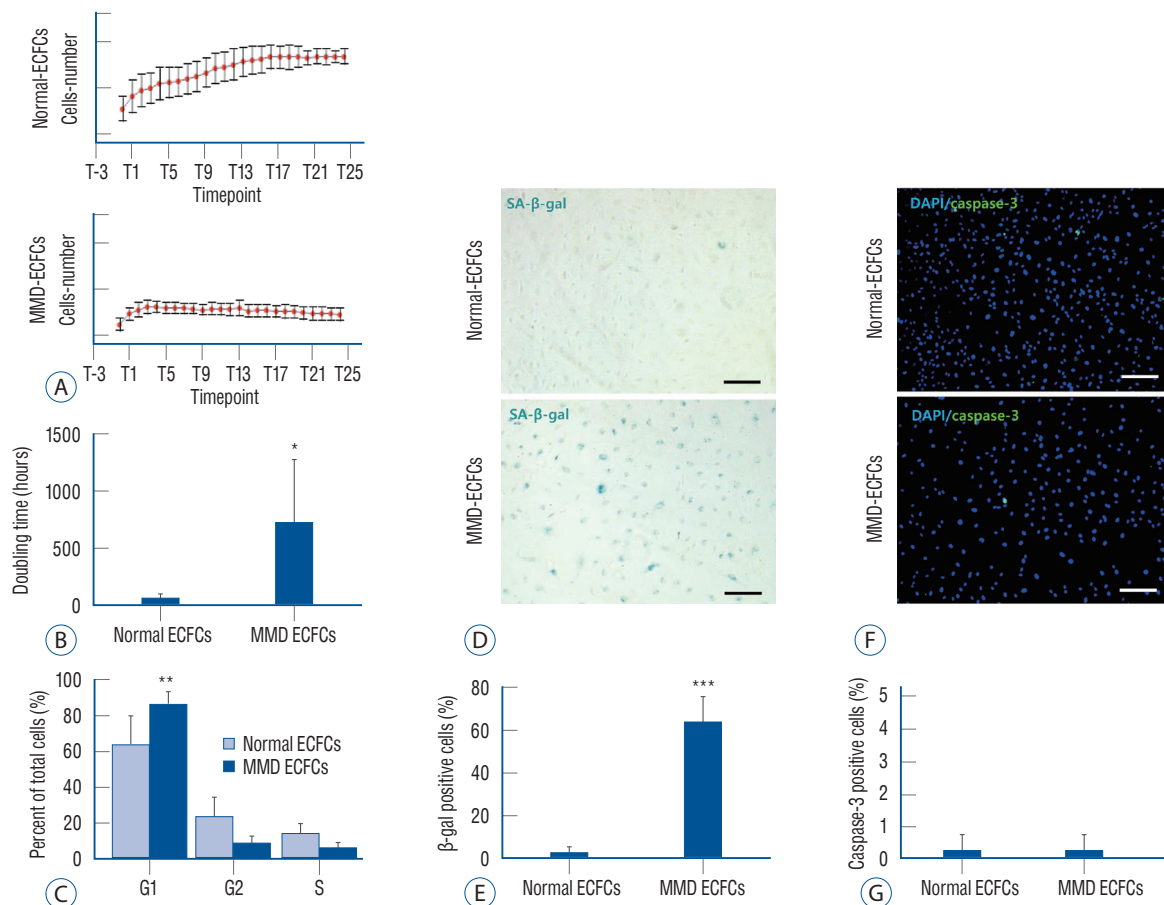 Normal-ECFCs
Cells-number
T-3 T1 T5 T9 T13 T17 T21 T25
Timepoint
MMD-ECFCs
Cells-number
T-3 T1 T5 T9 T13 T17 T21 T25
Timepoint
A
Doubling time (hours)
1500
1000
500
0
*
Normal ECFCs MMD ECFCs
B
Percent of total cells (%)
100
80
60
40
20
0
**
Normal ECFCs
MMD ECFCs
G1 G2 S
C
Normal-ECFCs
SA-β-gal
MMD-ECFCs
SA-β-gal
D
β-gal positive cells (%)
80
60
40
20
0
***
Normal ECFCs MMD ECFCs
E
Normal-ECFCs
DAPI/caspase-3
MMD-ECFCs
DAPI/caspase-3
F
Caspase-3 positive cells (%)
5
4
3
2
1
0
Normal ECFCs MMD ECFCs
G